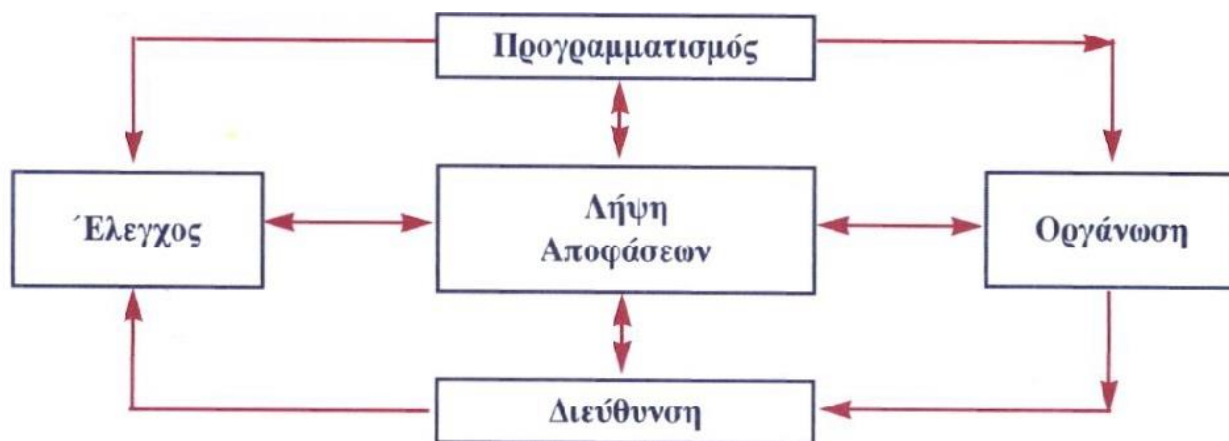 Προγραμματισμός
Έλεγχος
Λήψη
Αποφάσεων
Οργάνωση
Διεύθυνση